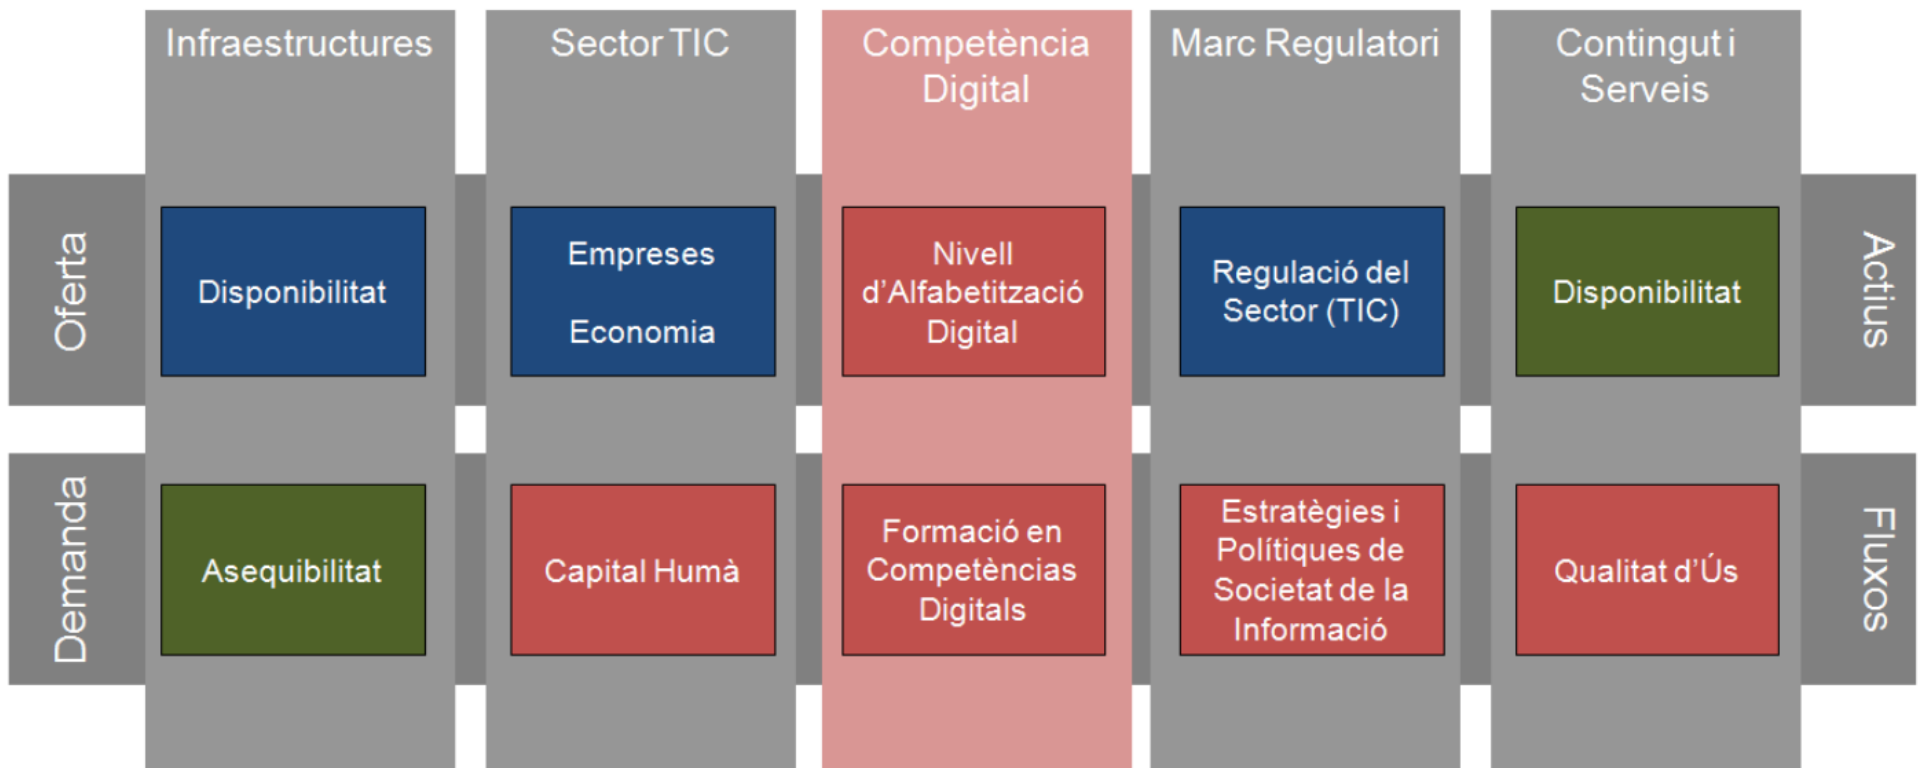 Infraestructures
Sector TIC
Competència
Digital
Marc Regulatori
Contingut i
Serveis
Oferta
Disponibilitat
Empreses
Economia
Nivell
d’Alfabetització
Digital
Regulació del
Sector (TIC)
Disponibilitat
Actius
Demanda
Asequibilitat
Capital Humà
Formació en
Competències
Digitals
Estratègies i
Polítiques de
Societat de la
Informació
Qualitat d’Ús
Fluxos